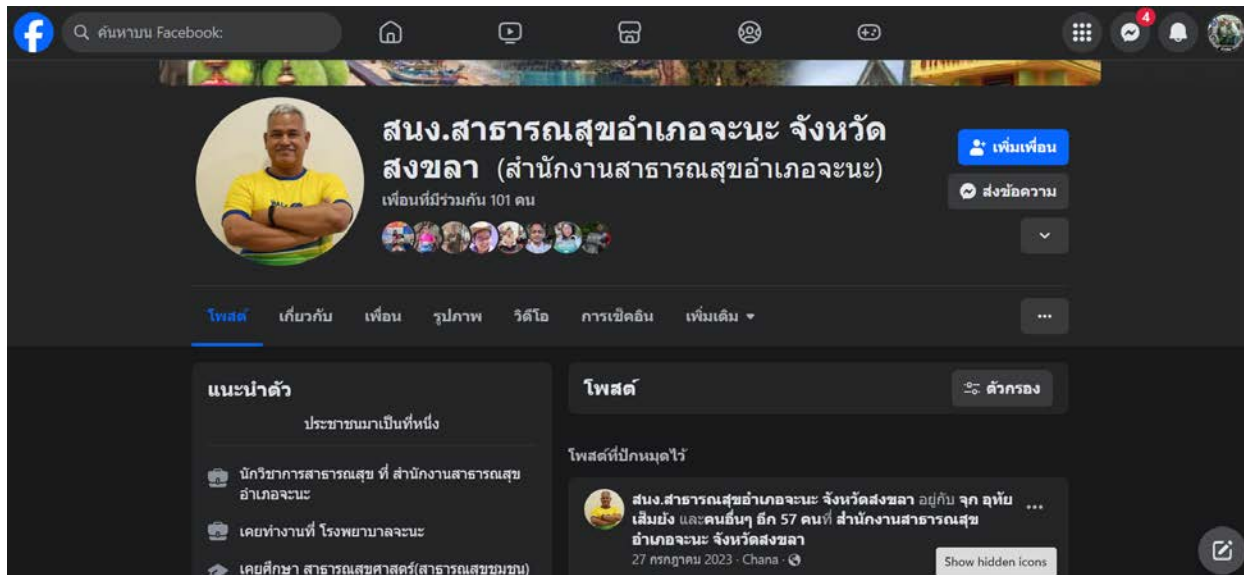 ค้นหาบน Facebook:
4
สนง.สาธารณสุขอำเภอจะนะ จังหวัด
สงขลา (สำนักงานสาธารณสุขอำเภอจะนะ)
เพื่อนที่มีร่วมกัน 101 คน
เพิ่มเพื่อน
ส่งข้อความ
โพสต์ เกี่ยวกับ เพื่อน รูปภาพ วิดีโอ การเช็คอิน เพิ่มเติม
แนะนำตัว
ประชาชนมาเป็นที่หนึ่ง
นักวิชาการสาธารณสุข ที่ สำนักงานสาธารณสุข
อำเภอจะนะ
เคยทำงานที่ โรงพยาบาลจะนะ
เคยศึกษา สาธารณสุขศาสตร์(สาธารณสุขชุมชน)
โพสต์
ตัวกรอง
โพสต์ที่ปักหมุดไว้
สนง.สาธารณสุขอำเภอจะนะ จังหวัดสงขลา อยู่กับ จุก อุทัย
เส็มยัง และคนอื่นๆ อีก 57 คนที่ สำนักงานสาธารณสุข
อำเภอจะนะ จังหวัดสงขลา
27 กรกฎาคม 2023 · Chana ·
Show hidden icons